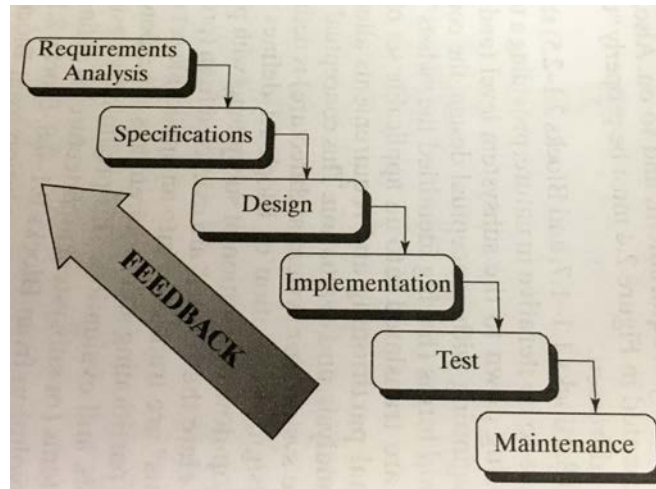 Requirements
Analysis
Specifications
Design
Implementation
Test
Maintenance
FEEDBACK